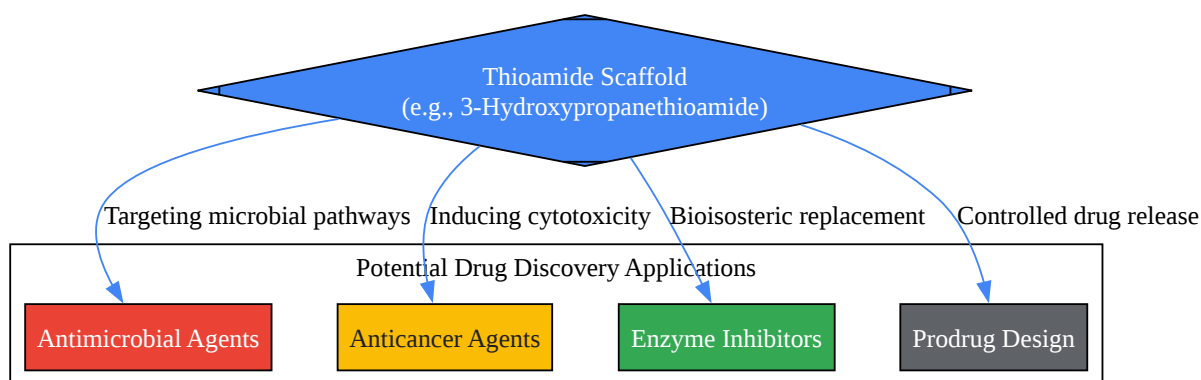 Thioamide Scaffold
(e.g., 3-Hydroxypropanethioamide)
Targeting microbial pathways
Inducing cytotoxicity
Bioisosteric replacement
Controlled drug release
Potential Drug Discovery Applications
Antimicrobial Agents
Anticancer Agents
Enzyme Inhibitors
Prodrug Design